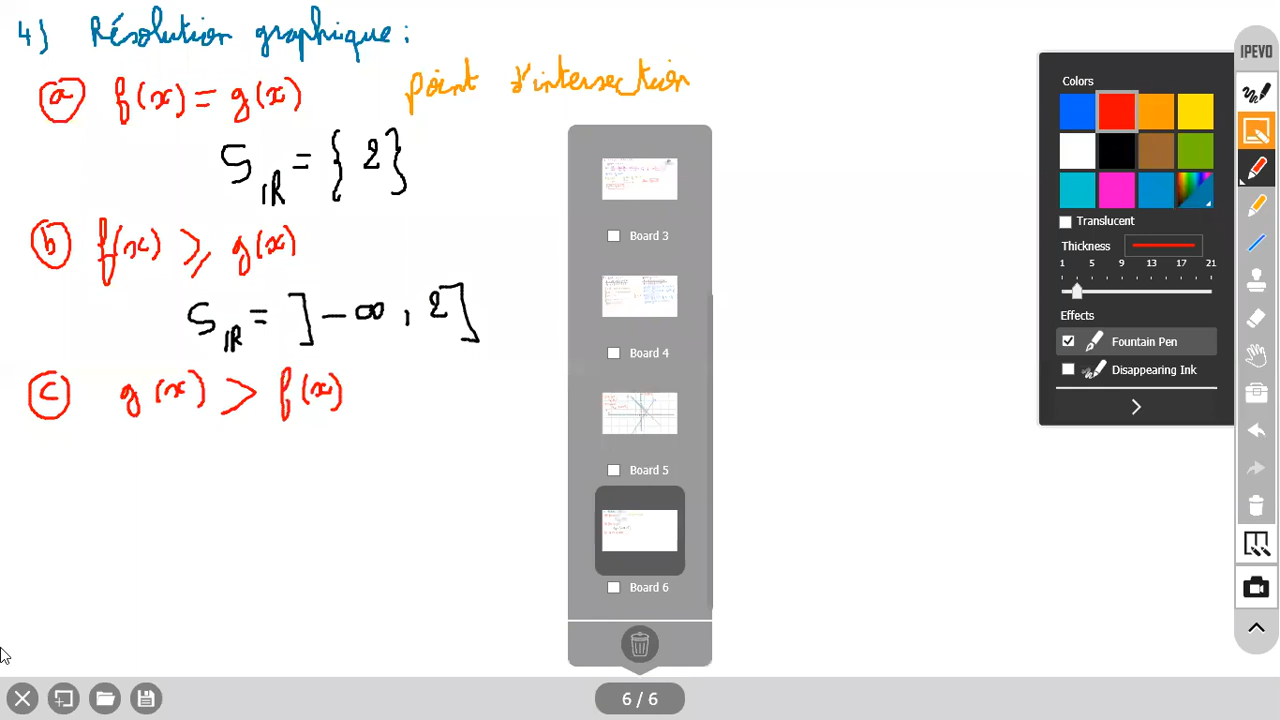 4) Résolution graphique :
a f(x) = g(x) Point d'intersection
S_IR = { 2 }
b f(x) ⩾ g(x)
S_IR = ] - ∞ , 2 ]
c g(x) > f(x)
Board 3
Board 4
Board 5
Board 6
6 / 6
Colors
Translucent
Thickness
1 5 9 13 17 21
Effects
Fountain Pen
Disappearing Ink
IPEVO